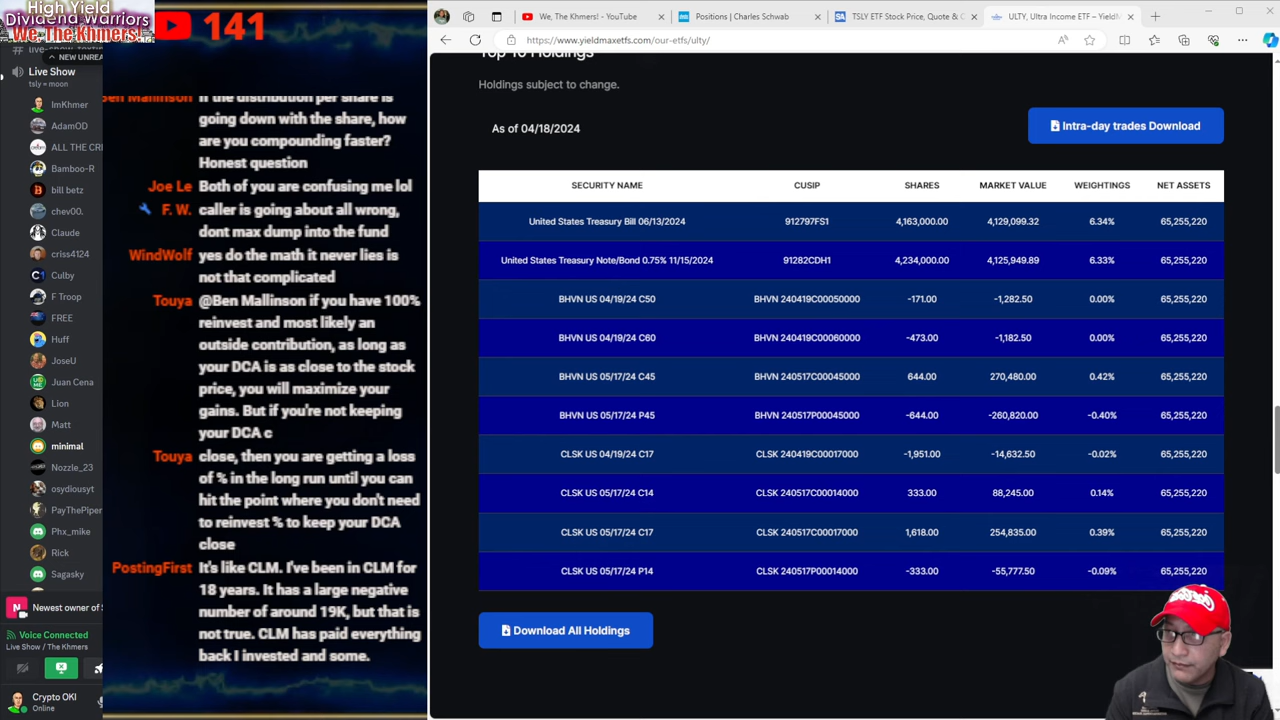 High Yield
Dividend Warriors
We, The Khmers!
141
NEW UNREA
Live Show
tsly = moon
ImKhmer
AdamOD
ALL THE CRI
Bamboo-R
bill betz
chev00.
Claude
criss4124
Culby
F Troop
FREE
Huff
JoseU
Juan Cena
Lion
Matt
minimal
Nozzle_23
osydiousyt
PayThePiper
Phx_mike
Rick
Sagasky
Newest owner of S
Voice Connected
Live Show / The Khmers
Crypto OKI
Online
Ben Mallinson If the distribution per share is
going down with the share, how
are you compounding faster?
Honest question
Joe Le Both of you are confusing me lol
F. W. caller is going about all wrong,
dont max dump into the fund
WindWolf yes do the math it never lies is
not that complicated
Touya @Ben Mallinson if you have 100%
reinvest and most likely an
outside contribution, as long as
your DCA is as close to the stock
price, you will maximize your
gains. But if you're not keeping
your DCA c
Touya close, then you are getting a loss
of % in the long run until you can
hit the point where you don't need
to reinvest % to keep your DCA
close
PostingFirst It's like CLM. I've been in CLM for
18 years. It has a large negative
number of around 19K, but that is
not true. CLM has paid everything
back I invested and some.
We, The Khmers! - YouTube
Positions | Charles Schwab
TSLY ETF Stock Price, Quote & C
ULTY, Ultra Income ETF – YieldM
https://www.yieldmaxetfs.com/our-etfs/ulty/
Top 10 Holdings
Holdings subject to change.
As of 04/18/2024
Intra-day trades Download
SECURITY NAME CUSIP SHARES MARKET VALUE WEIGHTINGS NET ASSETS
United States Treasury Bill 06/13/2024 912797FS1 4,163,000.00 4,129,099.32 6.34% 65,255,220
United States Treasury Note/Bond 0.75% 11/15/2024 91282CDH1 4,234,000.00 4,125,949.89 6.33% 65,255,220
BHVN US 04/19/24 C50 BHVN 240419C00050000 -171.00 -1,282.50 0.00% 65,255,220
BHVN US 04/19/24 C60 BHVN 240419C00060000 -473.00 -1,182.50 0.00% 65,255,220
BHVN US 05/17/24 C45 BHVN 240517C00045000 644.00 270,480.00 0.42% 65,255,220
BHVN US 05/17/24 P45 BHVN 240517P00045000 -644.00 -260,820.00 -0.40% 65,255,220
CLSK US 04/19/24 C17 CLSK 240419C00017000 -1,951.00 -14,632.50 -0.02% 65,255,220
CLSK US 05/17/24 C14 CLSK 240517C00014000 333.00 88,245.00 0.14% 65,255,220
CLSK US 05/17/24 C17 CLSK 240517C00017000 1,618.00 254,835.00 0.39% 65,255,220
CLSK US 05/17/24 P14 CLSK 240517P00014000 -333.00 -55,777.50 -0.09% 65,255,220
Download All Holdings